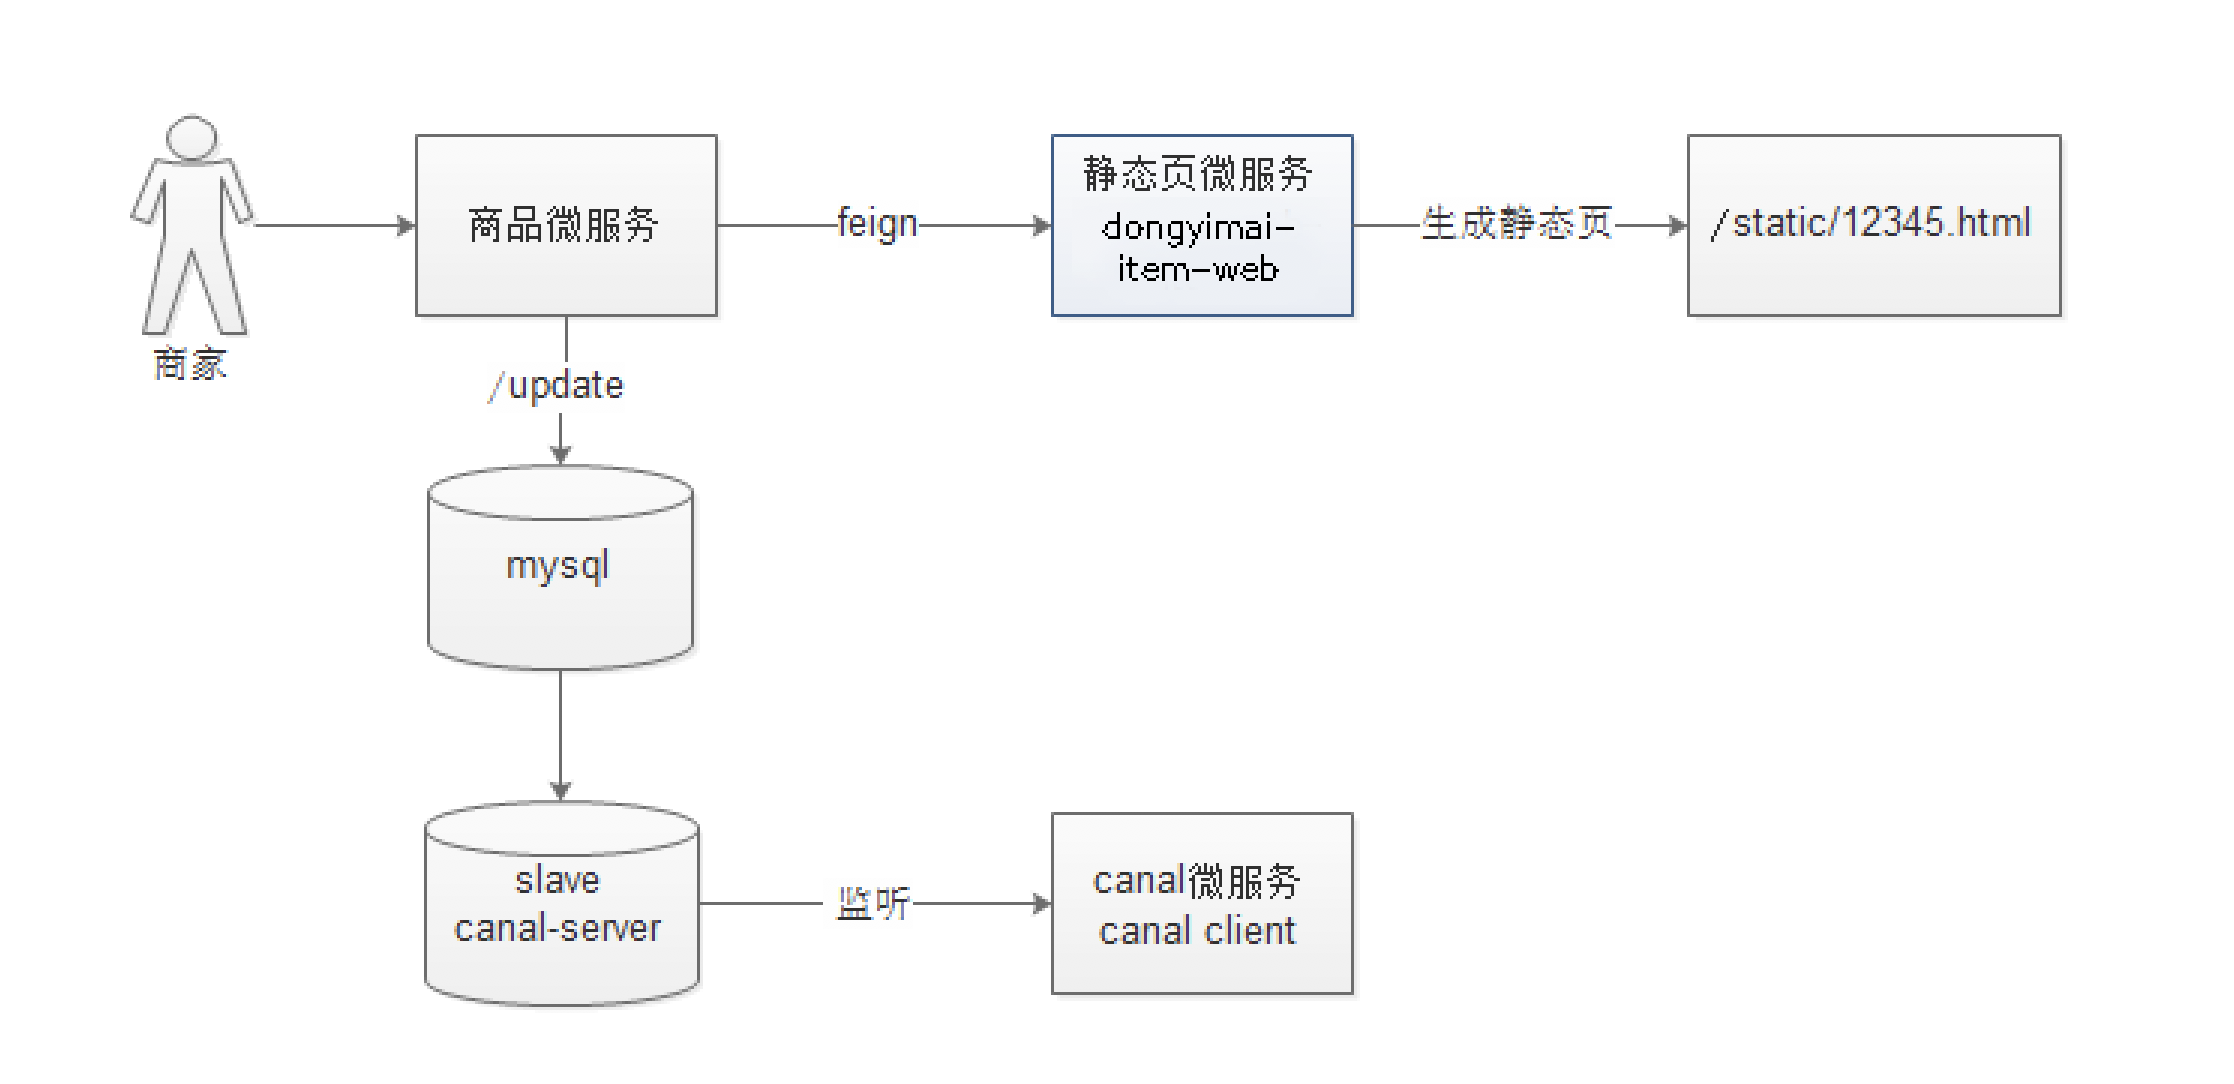 商家
商品微服务
feign
静态页微服务
dongyimai-
item-web
生成静态页
/static/12345.html
/update
mysql
slave
canal-server
监听
canal微服务
canal client